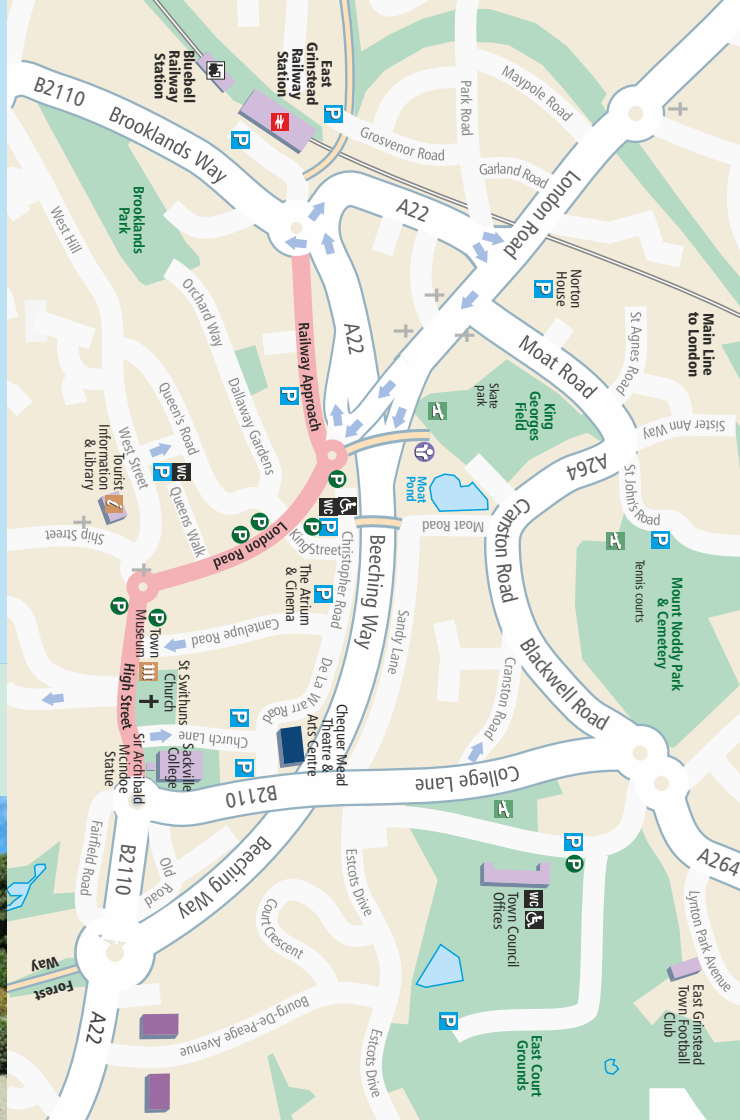 Bluebell
Railway
Station
East
Grinstead
Railway
Station
P
P
B2110
Brooklands Way
Brooklands
Park
West Hill
Grosvenor Road
Park Road
Maypole Road
Garland Road
London Road
A22
A22
Norton
House
P
Main Line
to London
St Agnes Road
Sister Ann Way
Moat Road
A264
St John's Road
King
Georges
Field
Skate
park
Moat
Pond
Railway Approach
P
Orchard Way
Dallaway Gardens
Queen's Road
West Street
Queens Walk
WC
P
Tourist
Information
& Library
i
Ship Street
London Road
P
P
P
P
WC
P
King Street
Christopher Road
The Atrium
& Cinema
P
Beeching Way
Moat Road
Sandy Lane
Cranston Road
Cranston Road
Blackwell Road
P
Tennis courts
Mount Noddy Park
& Cemetery
P
P
Town
Museum
Cantelupe Road
De La Warr Road
St Swithuns
Church
High Street
Church Lane
P
P
Sackville
College
Sir Archibald
McIndoe
Statue
Chequer Mead
Theatre &
Arts Centre
B2110
College Lane
B2110
Fairfield Road
Old
Road
Beeching Way
Court Crescent
Estcots Drive
Estcots Drive
Bourg-De-Peage Avenue
Forest
Way
A22
P
P
WC
Town Council
Offices
P
East Court
Grounds
A264
Lynton Park Avenue
East Grinstead
Town Football
Club